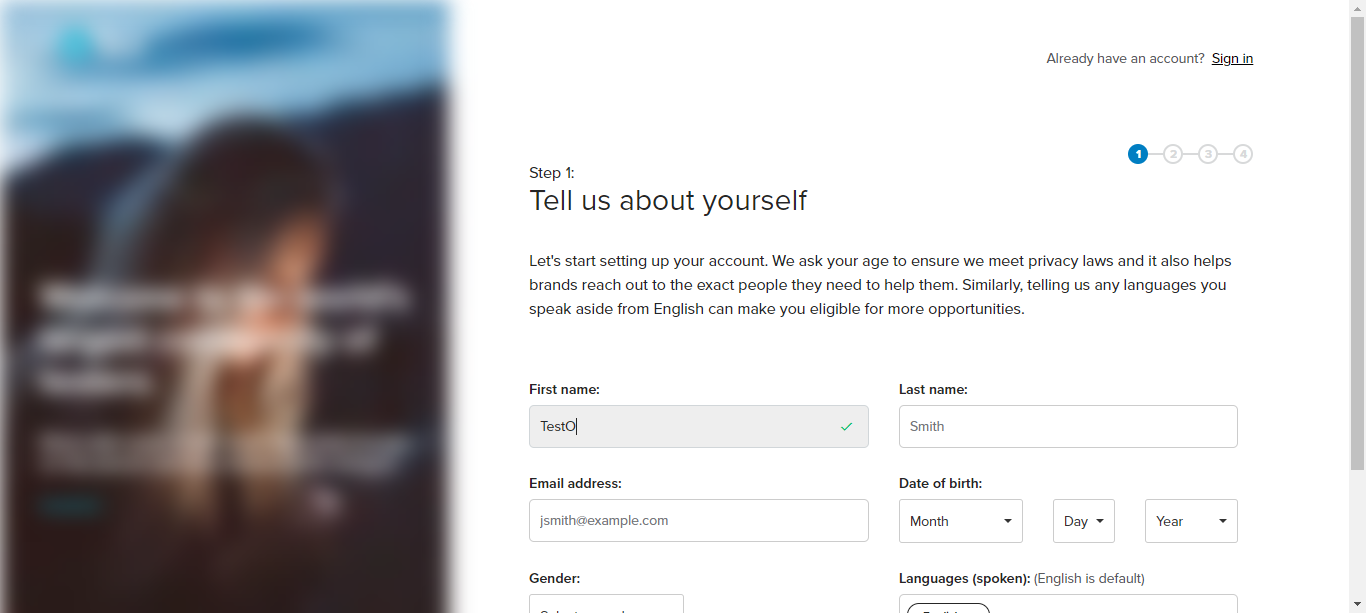 Already have an account? Sign in
1 2 3 4
Step 1:
Tell us about yourself
Let's start setting up your account. We ask your age to ensure we meet privacy laws and it also helps
brands reach out to the exact people they need to help them. Similarly, telling us any languages you
speak aside from English can make you eligible for more opportunities.
First name:
Last name:
TestO
Smith
Email address:
Date of birth:
jsmith@example.com
Month
Day
Year
Gender:
Languages (spoken): (English is default)